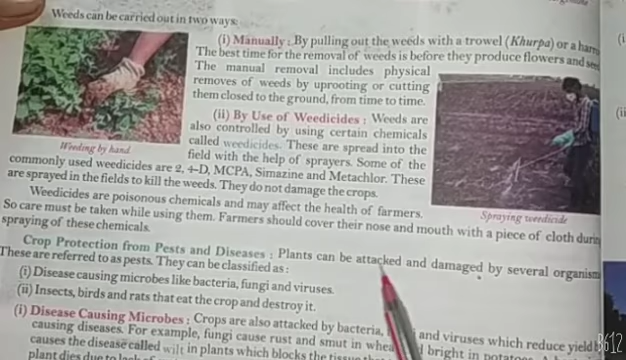 Weeds can be carried out in two ways:
(i) Manually : By pulling out the weeds with a trowel (Khurpa) or a
The best time for the removal of weeds is before they produce flowers and
The manual removal includes physical
removes of weeds by uprooting or cutting
them closed to the ground, from time to time.
(ii) By Use of Weedicides : Weeds are
also controlled by using certain chemicals
called weedicides. These are spread into the
field with the help of sprayers. Some of the
Weeding by hand
commonly used weedicides are 2, 4-D, MCPA, Simazine and Metachlor. These
are sprayed in the fields to kill the weeds. They do not damage the crops.
Spraying weedicide
Weedicides are poisonous chemicals and may affect the health of farmers.
So care must be taken while using them. Farmers should cover their nose and mouth with a piece of cloth
spraying of these chemicals.
Crop Protection from Pests and Diseases : Plants can be attacked and damaged by several organism
These are referred to as pests. They can be classified as :
(i) Disease causing microbes like bacteria, fungi and viruses.
(ii) Insects, birds and rats that eat the crop and destroy it.
(i) Disease Causing Microbes : Crops are also attacked by bacteria, and viruses which reduce yield
causing diseases. For example, fungi cause rust and smut in bright in
causes the disease called wilt in plants which blocks the
plant dies due to lack of
(i
(ii